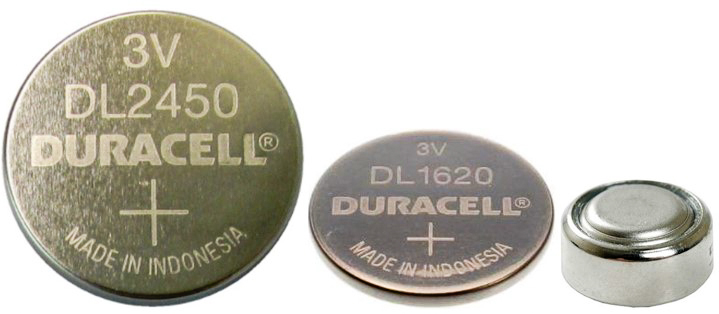 3V
DL2450
DURACELL®
+
MADE IN INDONESIA
3V
DL1620
DURACELL®
+
MADE IN INDONESIA